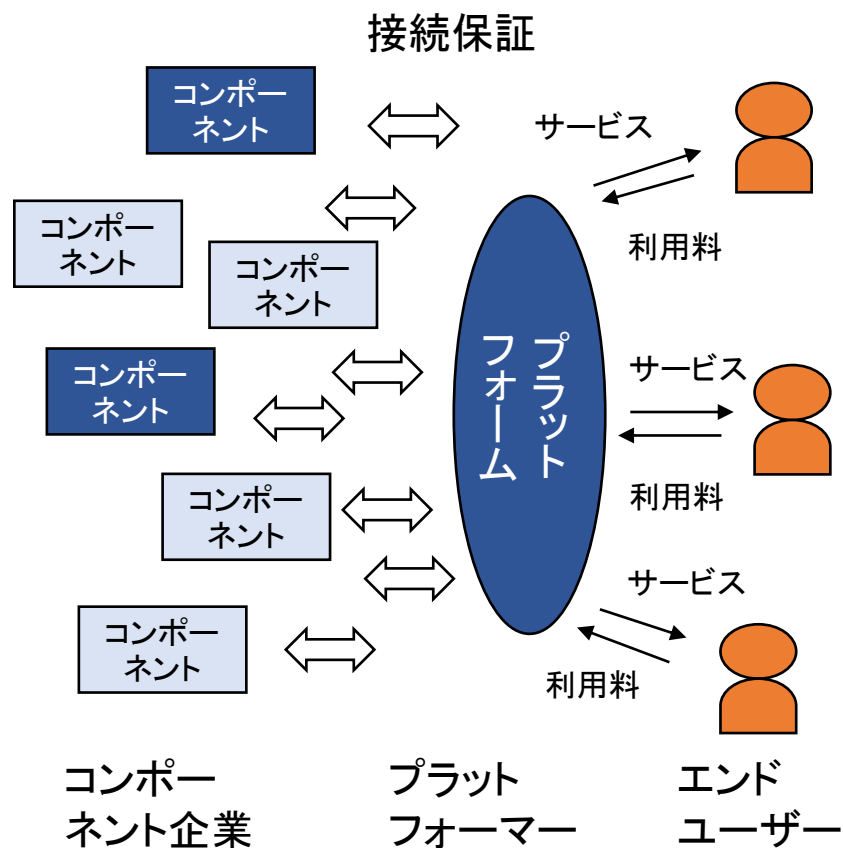 接続保証
コンポー
ネント
サービス
コンポー
ネント
コンポー
ネント
利用料
プラット
フォーム
コンポー
ネント
サービス
コンポー
ネント
利用料
サービス
コンポー
ネント
利用料
コンポー
ネント企業
プラット
フォーマー
エンド
ユーザー